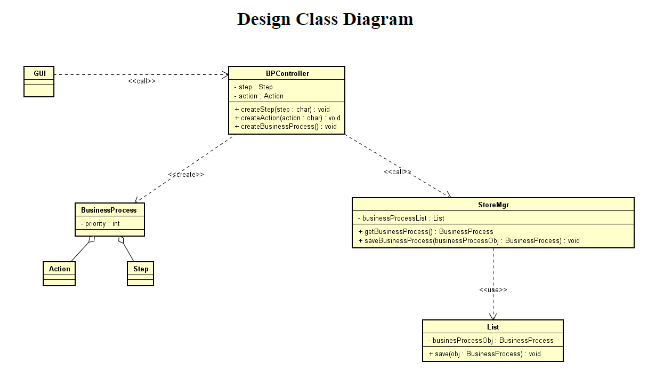 Design Class Diagram
GUI
<<call>>
BPController
- step : Step
- action : Action
+ createStep(step : char) : void
+ createAction(action : char) : void
+ createBusinessProcess() : void
<<create>>
<<call>>
BusinessProcess
- priority : int
Action
Step
StoreMgr
- businessProcessList : List
+ getBusinessProcess() : BusinessProcess
+ saveBusinessProcess(businessProcessObj : BusinessProcess) : void
<<use>>
List
- businesProcessObj : BusinessProcess
+ save(obj : BusinessProcess) : void